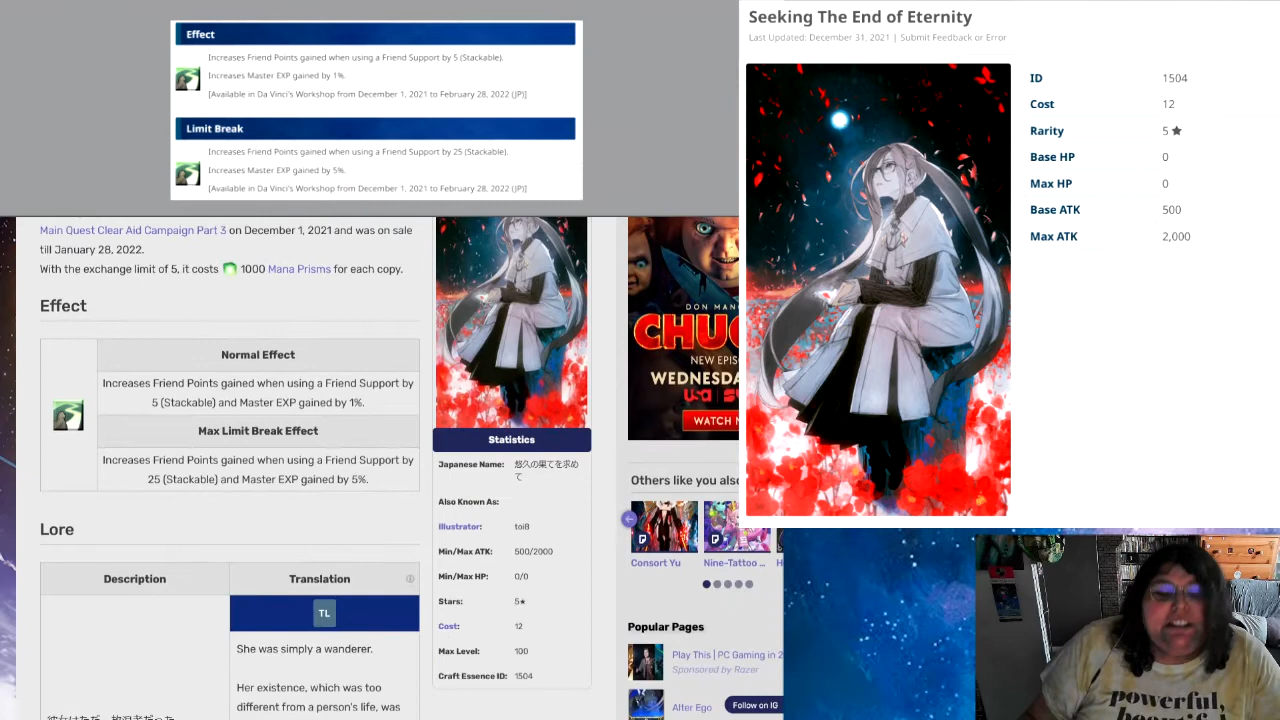 Effect
Increases Friend Points gained when using a Friend Support by 5 (Stackable).
Increases Master EXP gained by 1%.
[Available in Da Vinci's Workshop from December 1, 2021 to February 28, 2022 (JP)]
Limit Break
Increases Friend Points gained when using a Friend Support by 25 (Stackable).
Increases Master EXP gained by 5%.
[Available in Da Vinci's Workshop from December 1, 2021 to February 28, 2022 (JP)]
Seeking The End of Eternity
Last Updated: December 31, 2021 | Submit Feedback or Error
ID 1504
Cost 12
Rarity 5 ★
Base HP 0
Max HP 0
Base ATK 500
Max ATK 2,000
Main Quest Clear Aid Campaign Part 3 on December 1, 2021 and was on sale
till January 28, 2022.
With the exchange limit of 5, it costs 1000 Mana Prisms for each copy.
Effect
Normal Effect
Increases Friend Points gained when using a Friend Support by
5 (Stackable) and Master EXP gained by 1%.
Max Limit Break Effect
Increases Friend Points gained when using a Friend Support by
25 (Stackable) and Master EXP gained by 5%.
Lore
Description Translation
TL
She was simply a wanderer.
Her existence, which was too
different from a person's life, was
Statistics
Japanese Name: 悠久の果てを求め
て
Also Known As:
Illustrator: toi8
Min/Max ATK: 500/2000
Min/Max HP: 0/0
Stars: 5★
Cost: 12
Max Level: 100
Craft Essence ID: 1504
DON MAN
CHUC
NEW EPIS
WEDNESDA
USA
WATCH N
Others like you also
Consort Yu
Nine-Tattoo ...
H
Popular Pages
Play This | PC Gaming in 2
Sponsored by Razer
Alter Ego
Follow on IG
powerful,